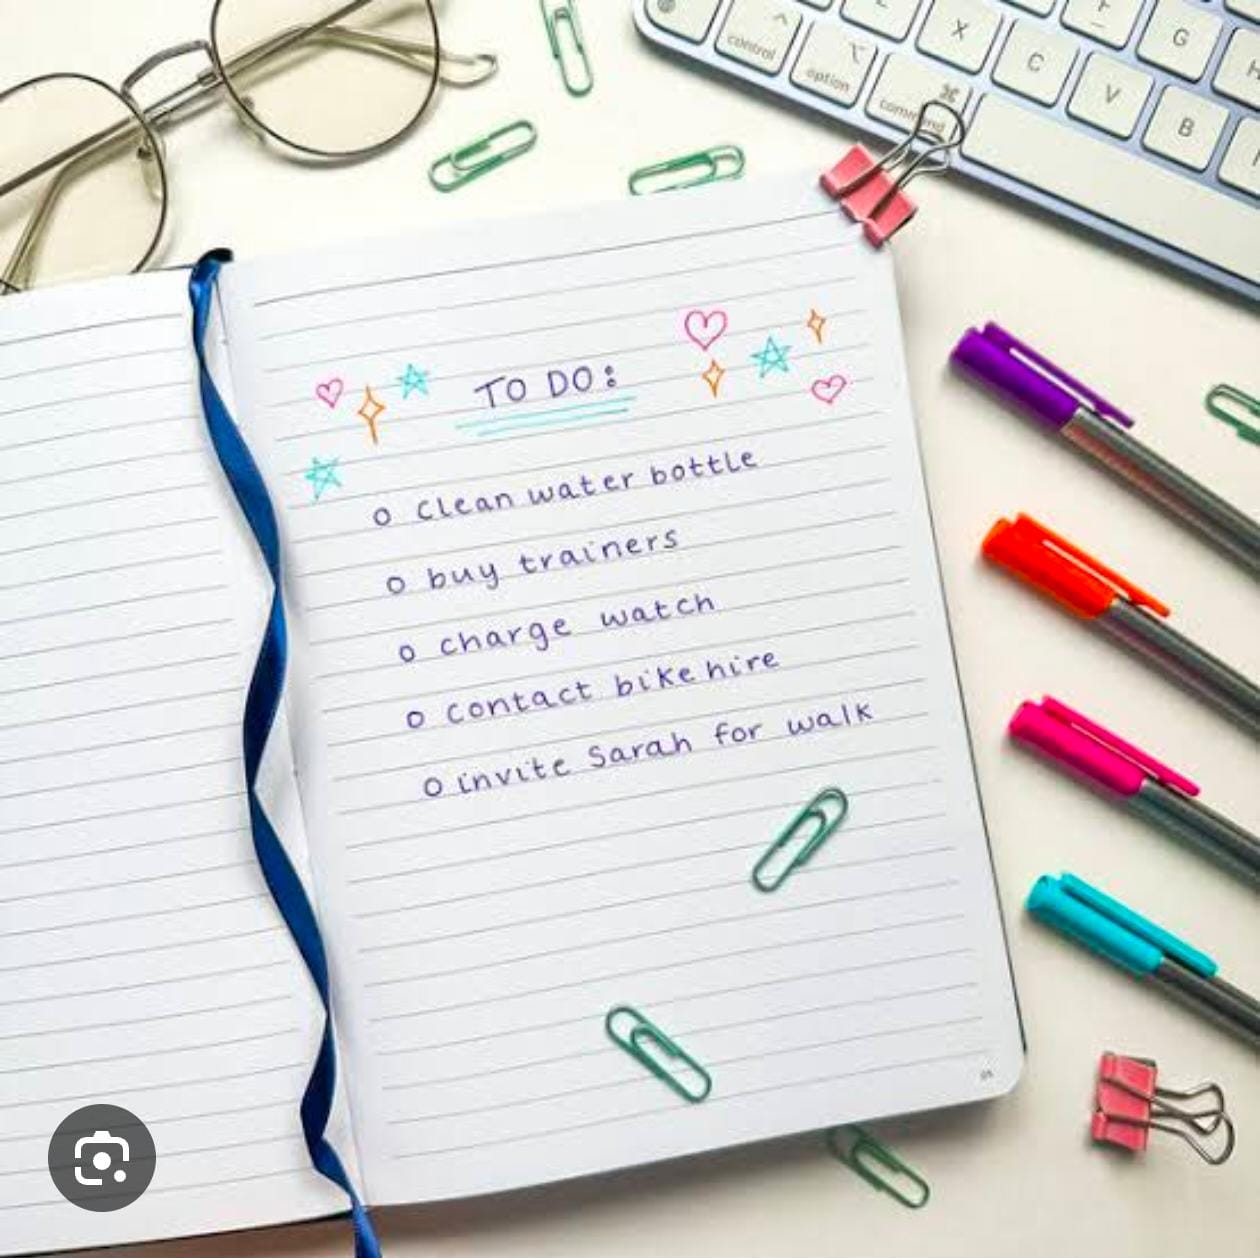 control
option
command
X
C
V
B
G
TO DO:
o clean water bottle
o buy trainers
o charge watch
o contact bike hire
o invite Sarah for walk